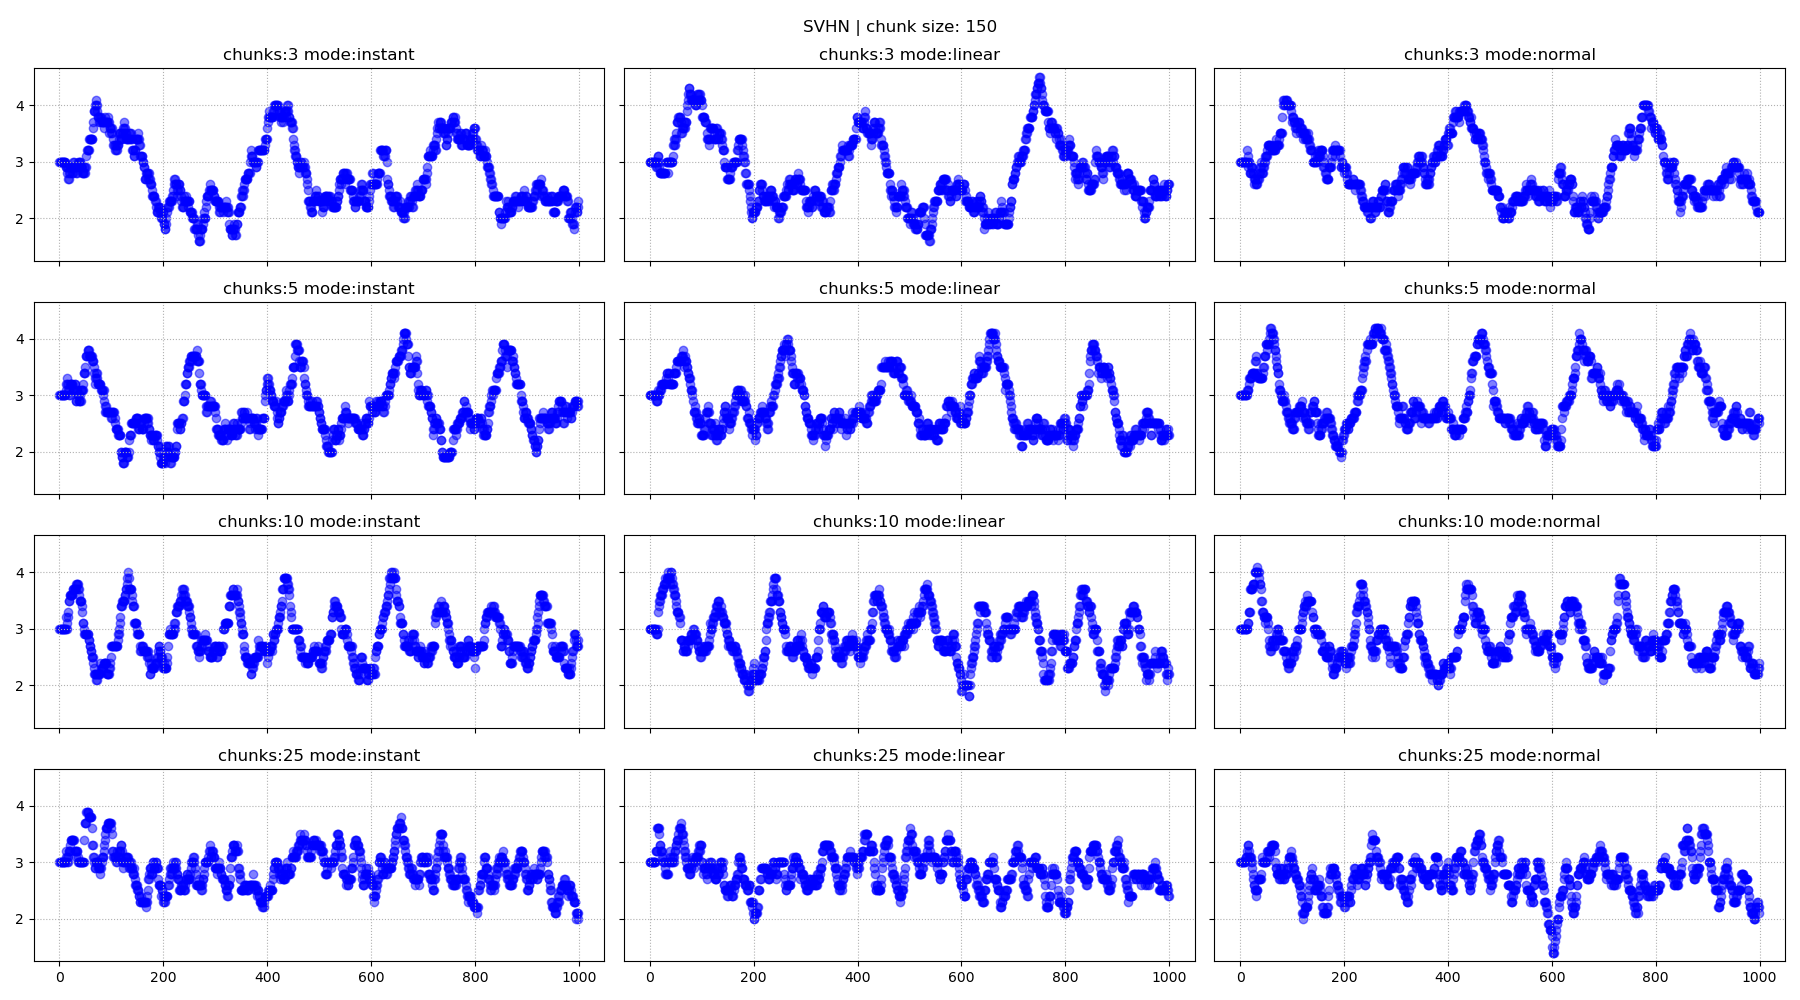 SVHN | chunk size: 150
chunks:3 mode:instant
chunks:3 mode:linear
chunks:3 mode:normal
4
3
2
chunks:5 mode:instant
chunks:5 mode:linear
chunks:5 mode:normal
4
3
2
chunks:10 mode:instant
chunks:10 mode:linear
chunks:10 mode:normal
4
3
2
chunks:25 mode:instant
chunks:25 mode:linear
chunks:25 mode:normal
4
3
2
0 200 400 600 800 1000
0 200 400 600 800 1000
0 200 400 600 800 1000